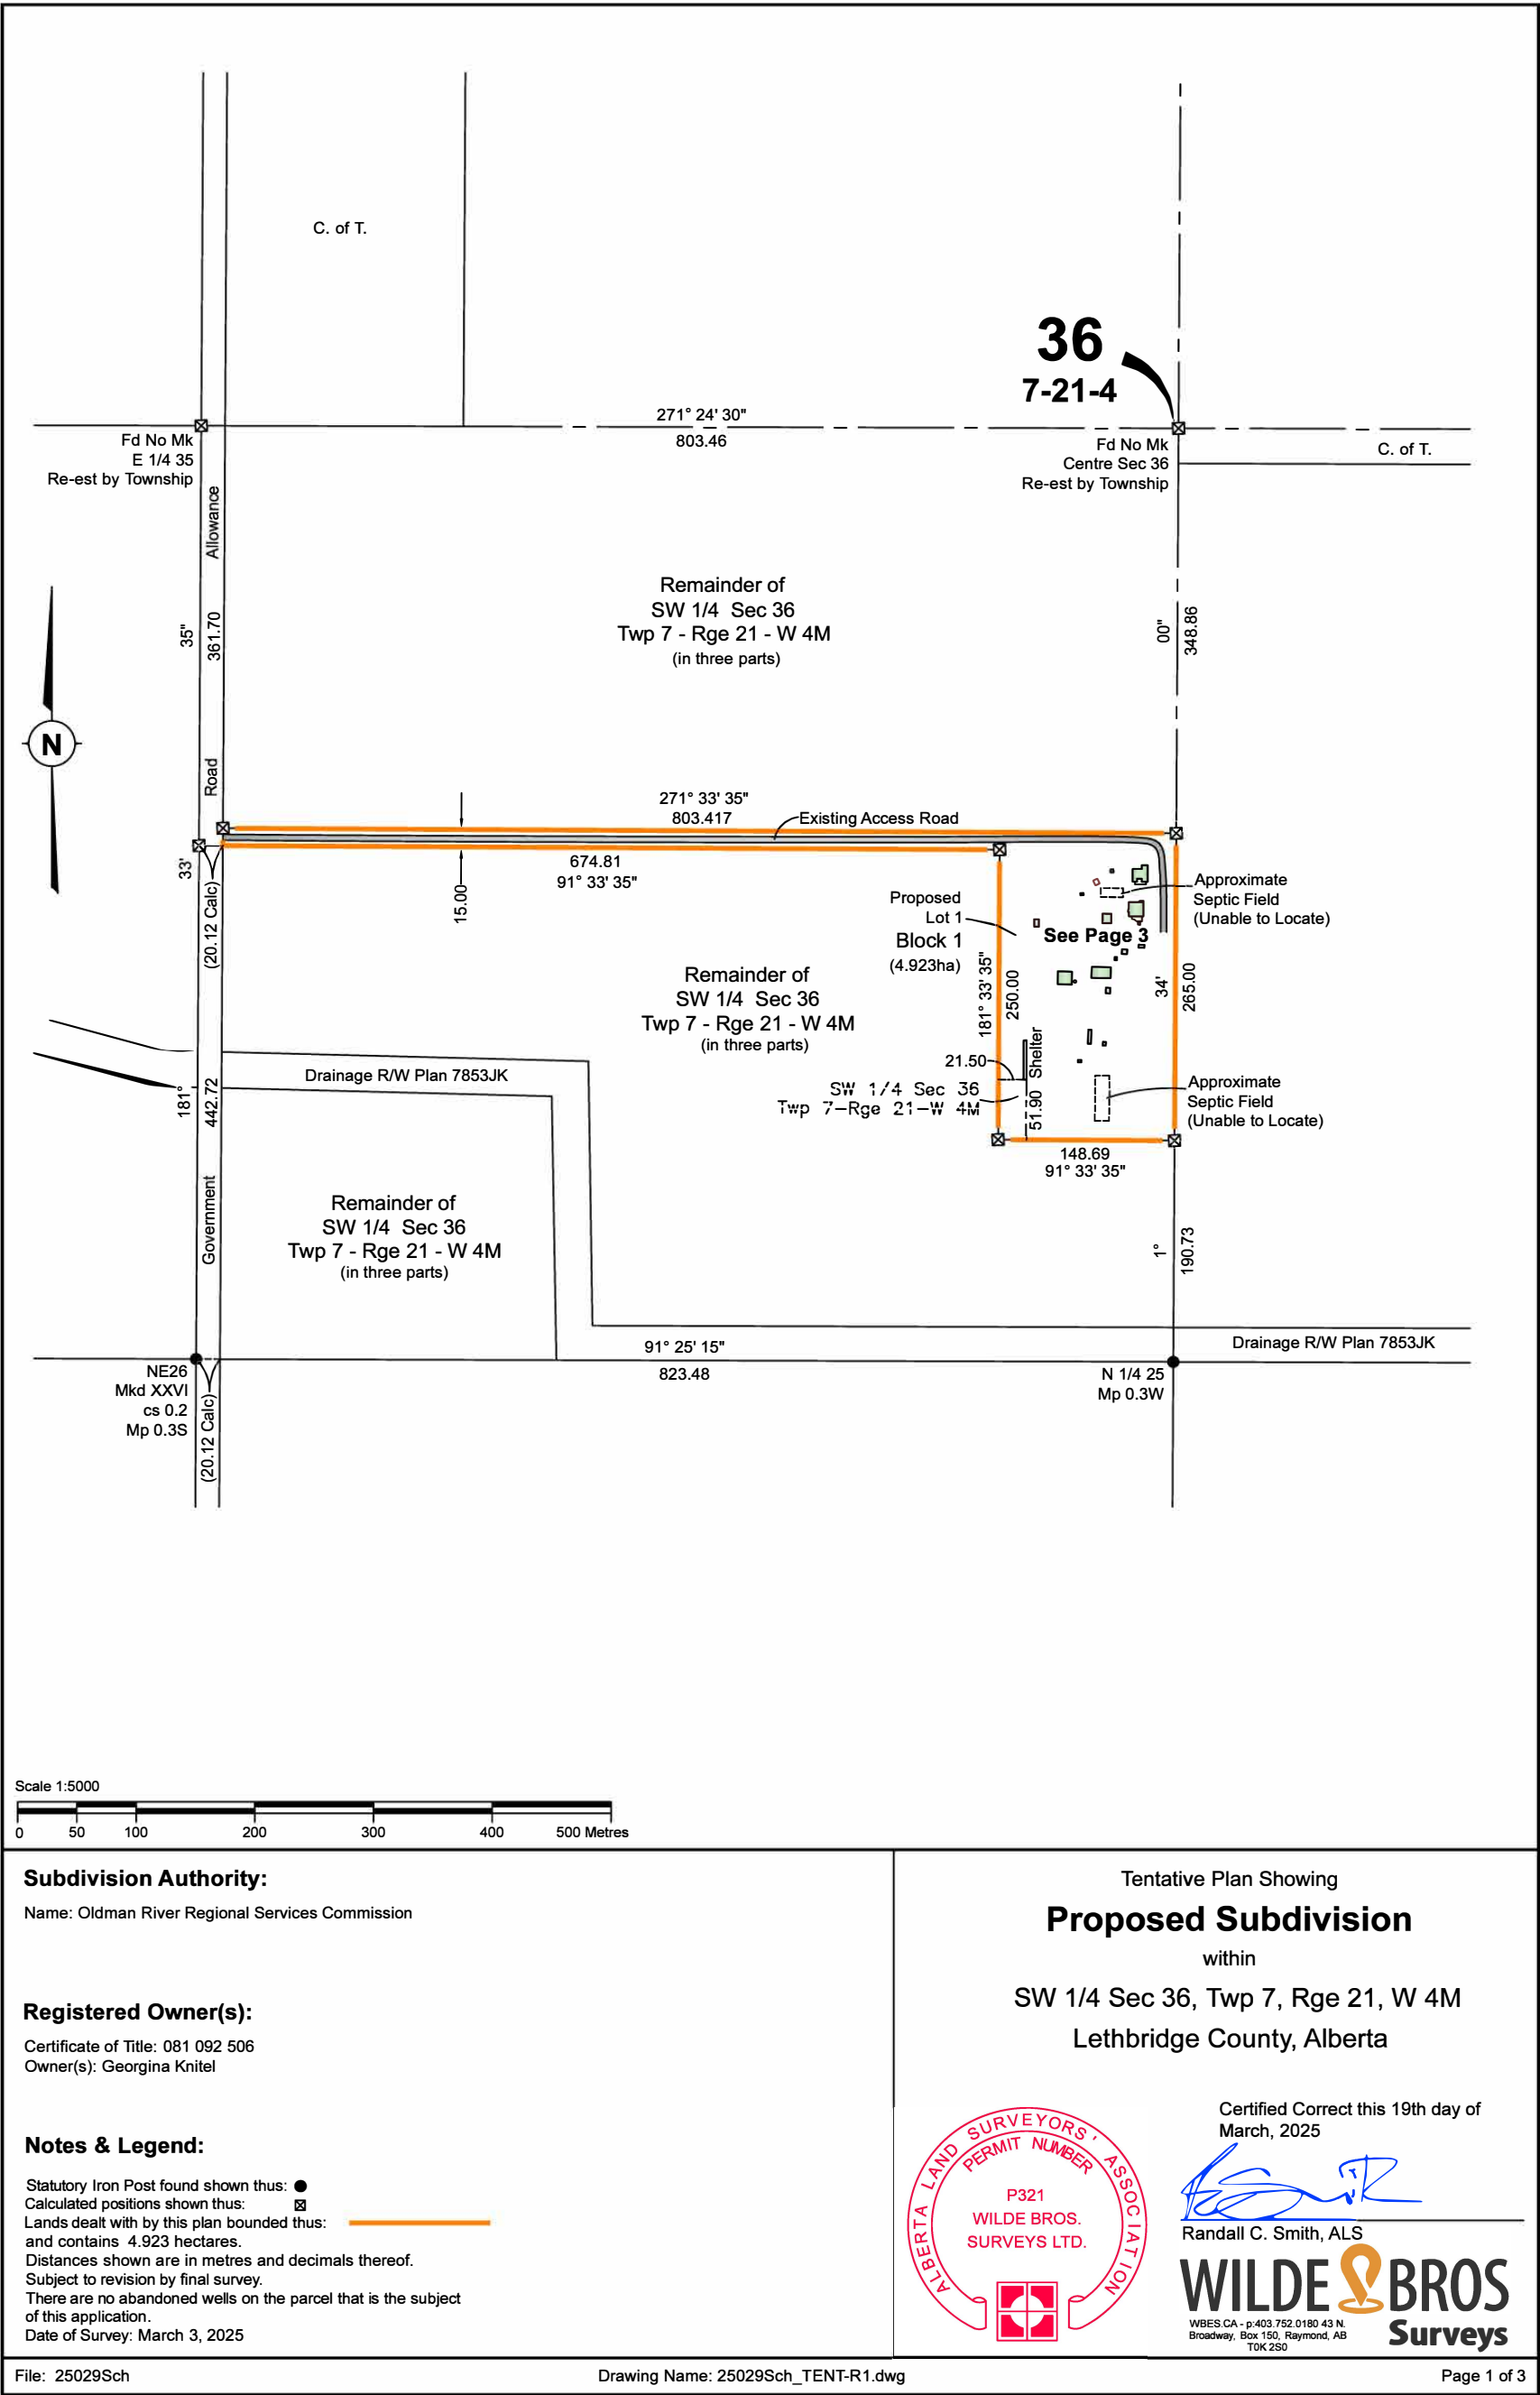 C. of T.
36
7-21-4
271° 24' 30"
803.46
Fd No Mk
E 1/4 35
Re-est by Township
Fd No Mk
Centre Sec 36
Re-est by Township
C. of T.
Allowance
35"
361.70
Road
Remainder of
SW 1/4 Sec 36
Twp 7 - Rge 21 - W 4M
(in three parts)
00"
348.86
N
271° 33' 35"
803.417
Existing Access Road
674.81
91° 33' 35"
15.00
33'
(20.12 Calc)
Proposed
Lot 1
Block 1
(4.923ha)
See Page 3
Approximate
Septic Field
(Unable to Locate)
181° 33' 35"
250.00
34'
265.00
Remainder of
SW 1/4 Sec 36
Twp 7 - Rge 21 - W 4M
(in three parts)
21.50
Shelter
SW 1/4 Sec 36
Twp 7-Rge 21-W 4M
51.90
Approximate
Septic Field
(Unable to Locate)
148.69
91° 33' 35"
Drainage R/W Plan 7853JK
181°
442.72
Government
Remainder of
SW 1/4 Sec 36
Twp 7 - Rge 21 - W 4M
(in three parts)
1°
190.73
91° 25' 15"
823.48
Drainage R/W Plan 7853JK
NE26
Mkd XXVI
cs 0.2
Mp 0.3S
(20.12 Calc)
N 1/4 25
Mp 0.3W
Scale 1:5000
0 50 100 200 300 400 500 Metres
Subdivision Authority:
Name: Oldman River Regional Services Commission
Registered Owner(s):
Certificate of Title: 081 092 506
Owner(s): Georgina Knitel
Notes & Legend:
Statutory Iron Post found shown thus:
Calculated positions shown thus:
Lands dealt with by this plan bounded thus:
and contains 4.923 hectares.
Distances shown are in metres and decimals thereof.
Subject to revision by final survey.
There are no abandoned wells on the parcel that is the subject
of this application.
Date of Survey: March 3, 2025
Tentative Plan Showing
Proposed Subdivision
within
SW 1/4 Sec 36, Twp 7, Rge 21, W 4M
Lethbridge County, Alberta
ALBERTA LAND SURVEYORS' ASSOCIATION
PERMIT NUMBER
P321
WILDE BROS.
SURVEYS LTD.
Certified Correct this 19th day of
March, 2025
Randall C. Smith, ALS
WILDE BROS
Surveys
WBES.CA - p:403.752.0180 43 N.
Broadway, Box 150, Raymond, AB
T0K 2S0
File: 25029Sch
Drawing Name: 25029Sch_TENT-R1.dwg
Page 1 of 3